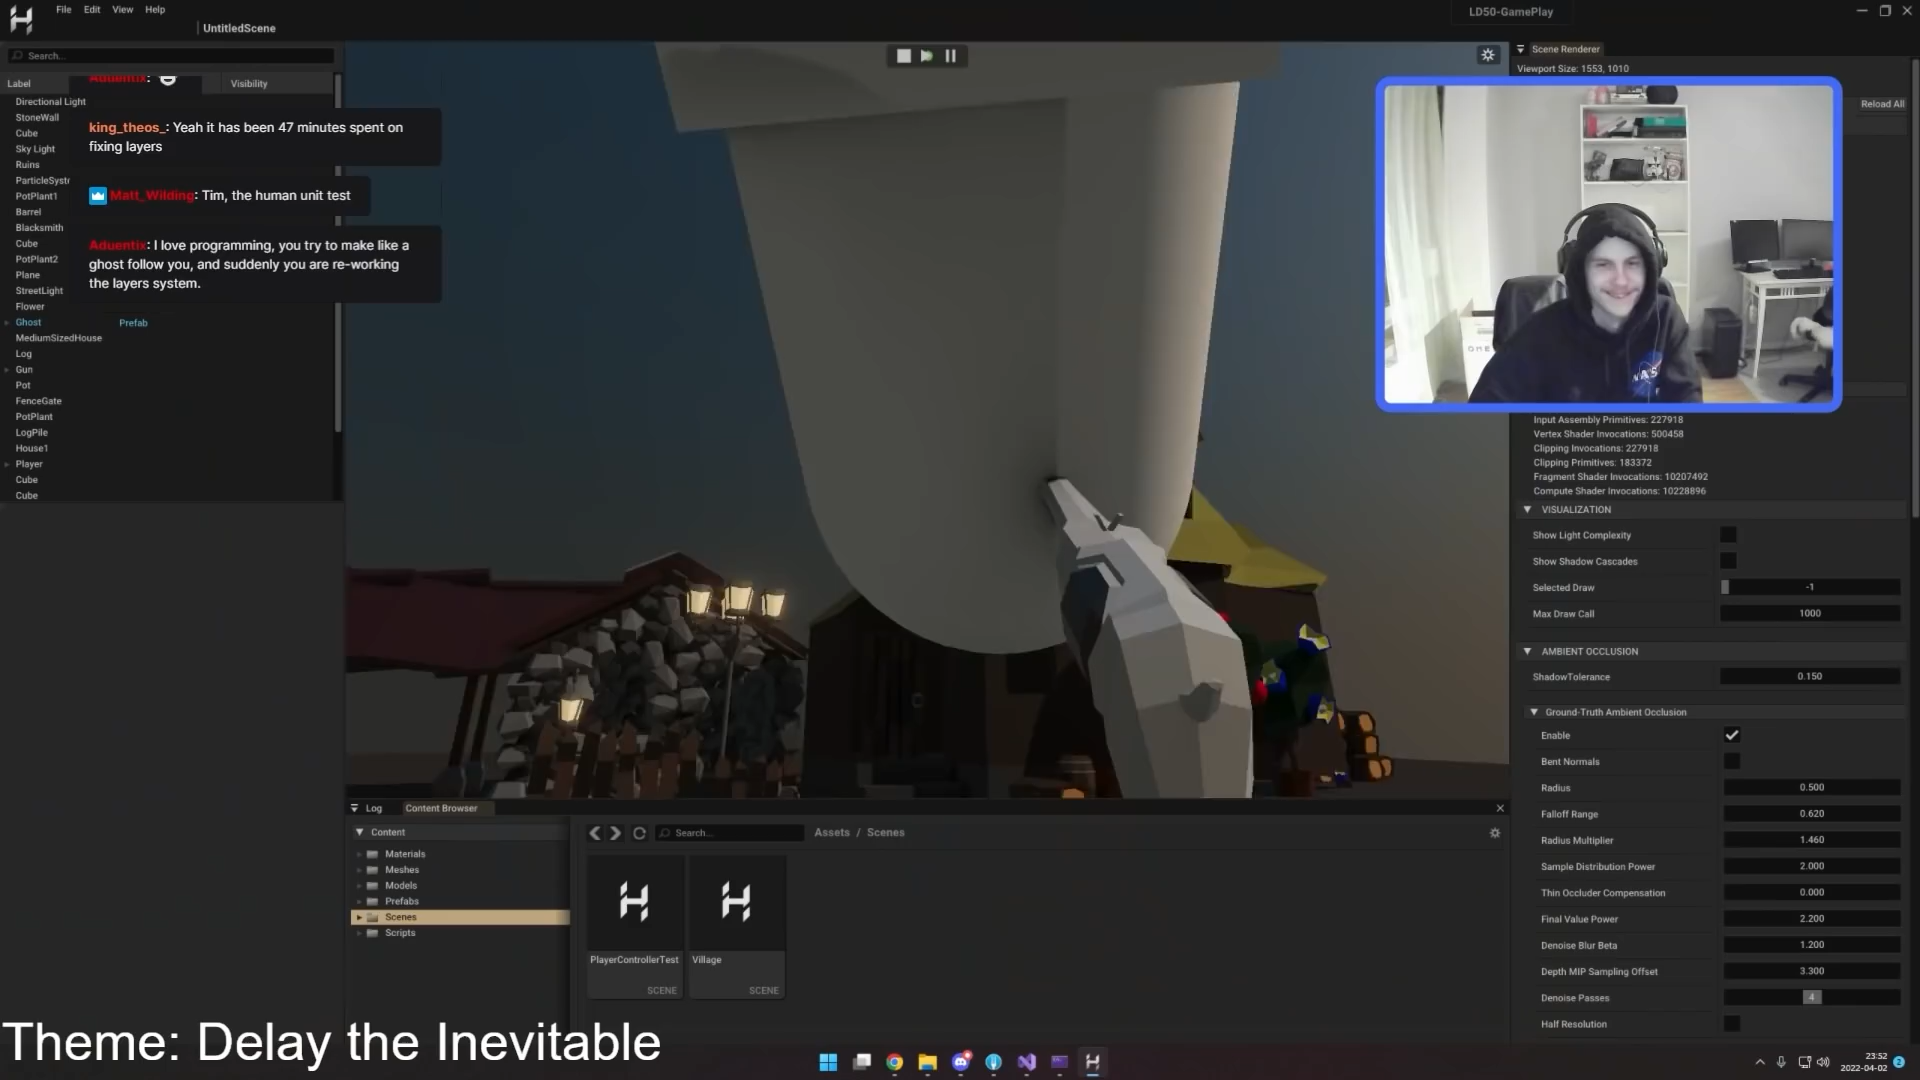 File Edit View Help
LD50-GamePlay
UntitledScene
Search...
Label
Visibility
Directional Light
StoneWall
Cube
Sky Light
Ruins
PotPlant1
Barrel
Blacksmith
Cube
PotPlant2
Plane
StreetLight
Flower
Ghost Prefab
MediumSizedHouse
Log
Gun
Pot
FenceGate
PotPlant
LogPile
House1
Player
Cube
Cube
Aduentix:
king_theos_: Yeah it has been 47 minutes spent on
fixing layers
Matt_Wilding: Tim, the human unit test
Aduentix: I love programming, you try to make like a
ghost follow you, and suddenly you are re-working
the layers system.
Scene Renderer
Viewport Size: 1553, 1010
Reload All
NAS
Input Assembly Primitives: 227918
Vertex Shader Invocations: 500458
Clipping Invocations: 227918
Clipping Primitives: 183372
Fragment Shader Invocations: 10207492
Compute Shader Invocations: 10228896
VISUALIZATION
Show Light Complexity
Show Shadow Cascades
Selected Draw -1
Max Draw Call 1000
AMBIENT OCCLUSION
ShadowTolerance 0.150
Ground-Truth Ambient Occlusion
Enable
Bent Normals
Radius 0.500
Falloff Range 0.620
Radius Multiplier 1.460
Sample Distribution Power 2.000
Thin Occluder Compensation 0.000
Final Value Power 2.200
Denoise Blur Beta 1.200
Depth MIP Sampling Offset 3.300
Denoise Passes 4
Half Resolution
Log Content Browser
Content
Materials
Meshes
Models
Prefabs
Scenes
Scripts
Search...
Assets / Scenes
PlayerControllerTest
SCENE
Village
SCENE
Theme: Delay the Inevitable
23:52
2022-04-02
2